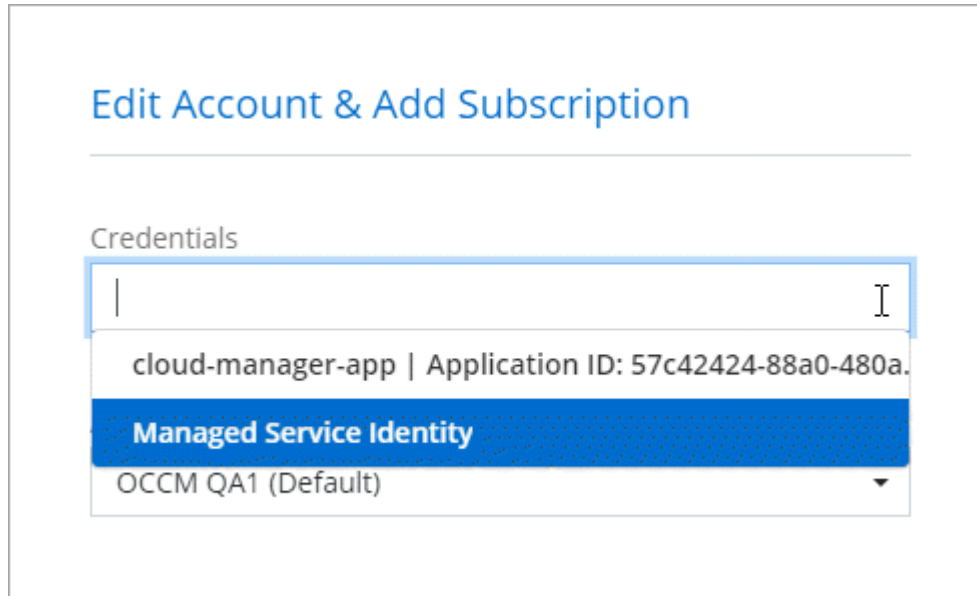 Edit Account & Add Subscription
Credentials
cloud-manager-app | Application ID: 57c42424-88a0-480a.
Managed Service Identity
OCCM QA1 (Default)